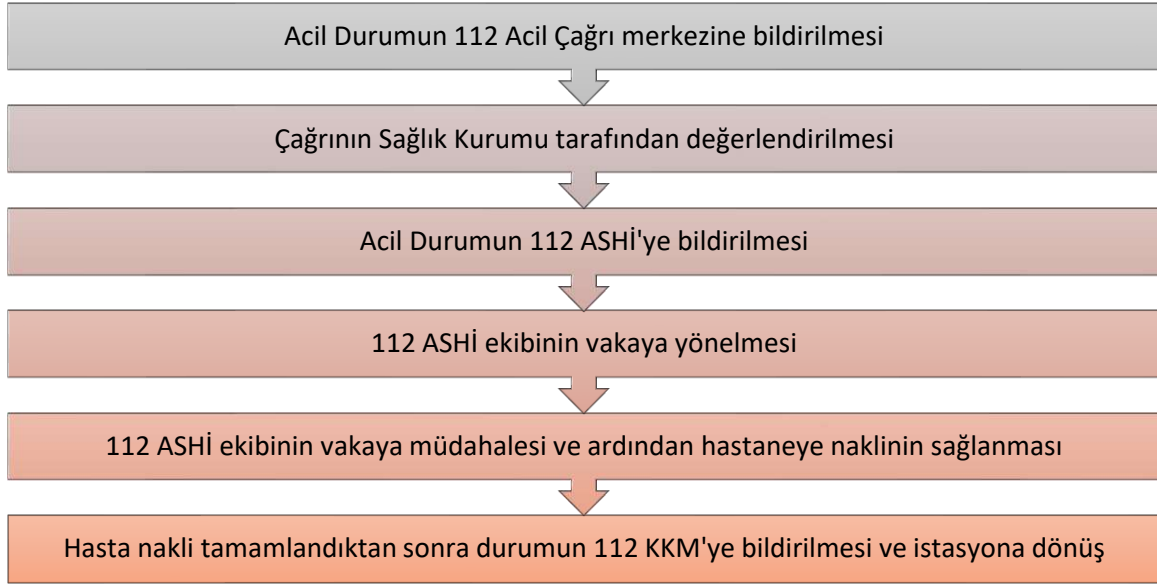 Acil Durumun 112 Acil Çağrı merkezine bildirilmesi
Çağrının Sağlık Kurumu tarafından değerlendirilmesi
Acil Durumun 112 ASHİ'ye bildirilmesi
112 ASHİ ekibinin vakaya yönelmesi
112 ASHİ ekibinin vakaya müdahalesi ve ardından hastaneye naklinin sağlanması
Hasta nakli tamamlandıktan sonra durumun 112 KKM'ye bildirilmesi ve istasyona dönüş